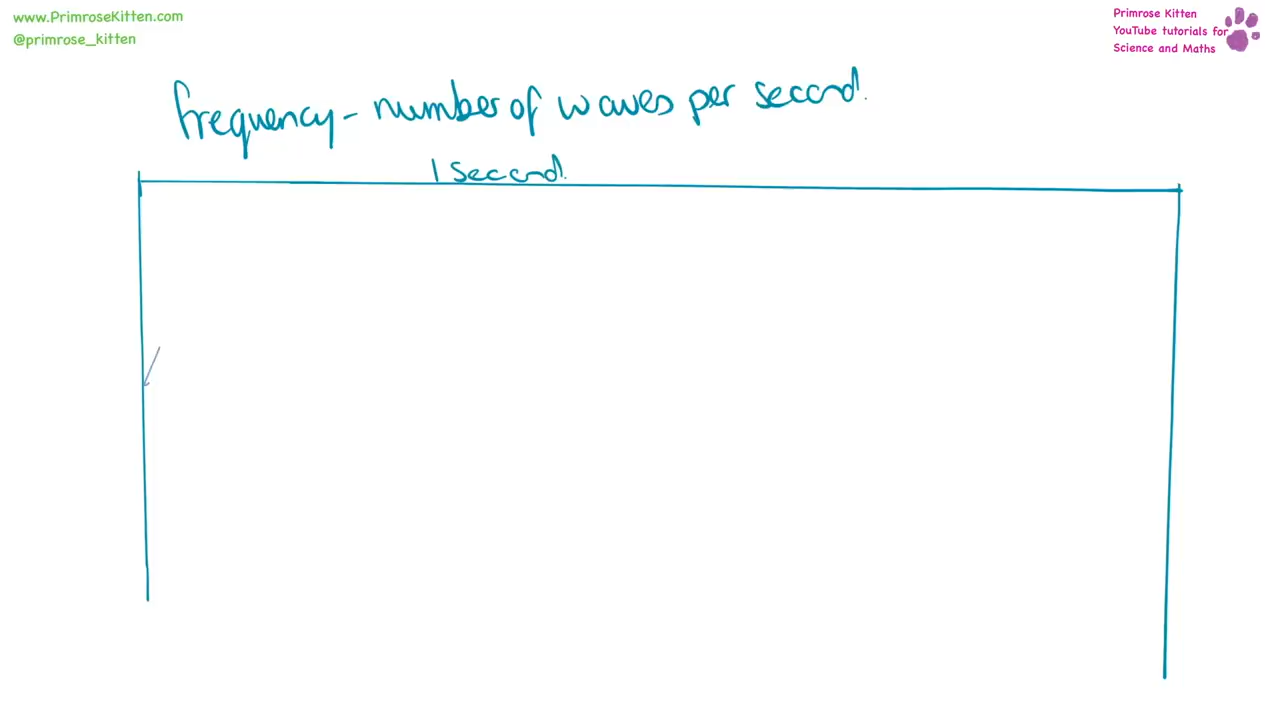 www.PrimroseKitten.com
@primrose_kitten
Primrose Kitten
YouTube tutorials for
Science and Maths
frequency - number of waves per second.
1 second.